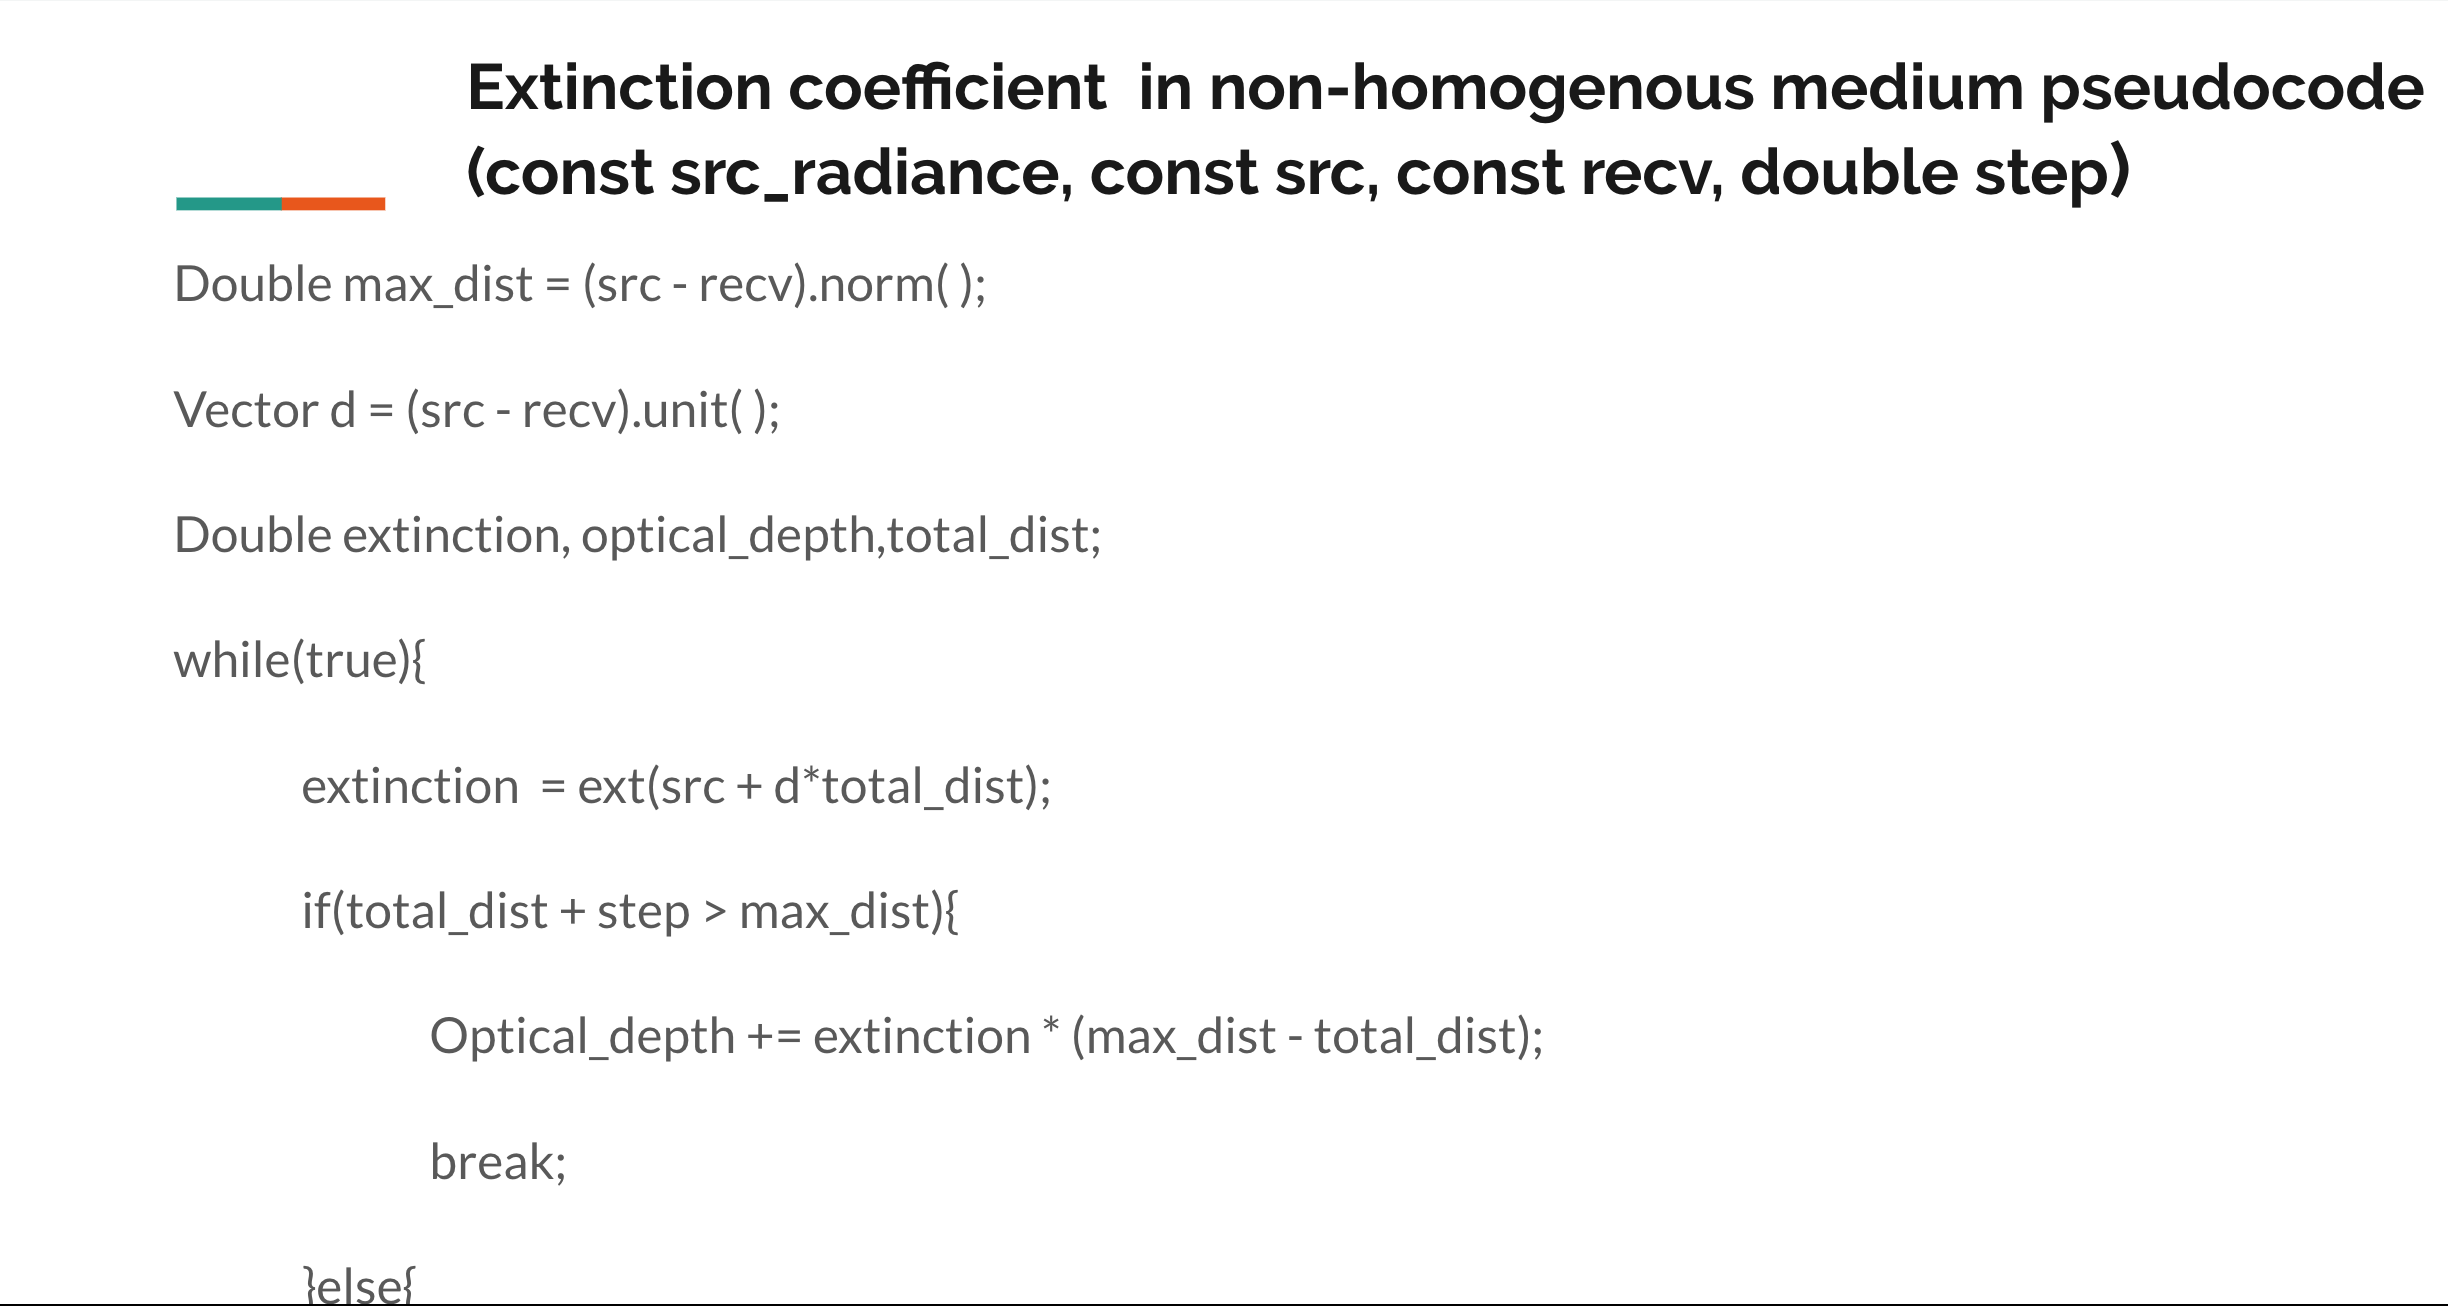 Extinction coefficient  in non-homogenous medium pseudocode
(const src_radiance, const src, const recv, double step)
Double max_dist = (src - recv).norm( );
Vector d = (src - recv).unit( );
Double extinction, optical_depth,total_dist;
while(true){
extinction  = ext(src + d*total_dist);
if(total_dist + step > max_dist){
Optical_depth += extinction * (max_dist - total_dist);
break;
}else{